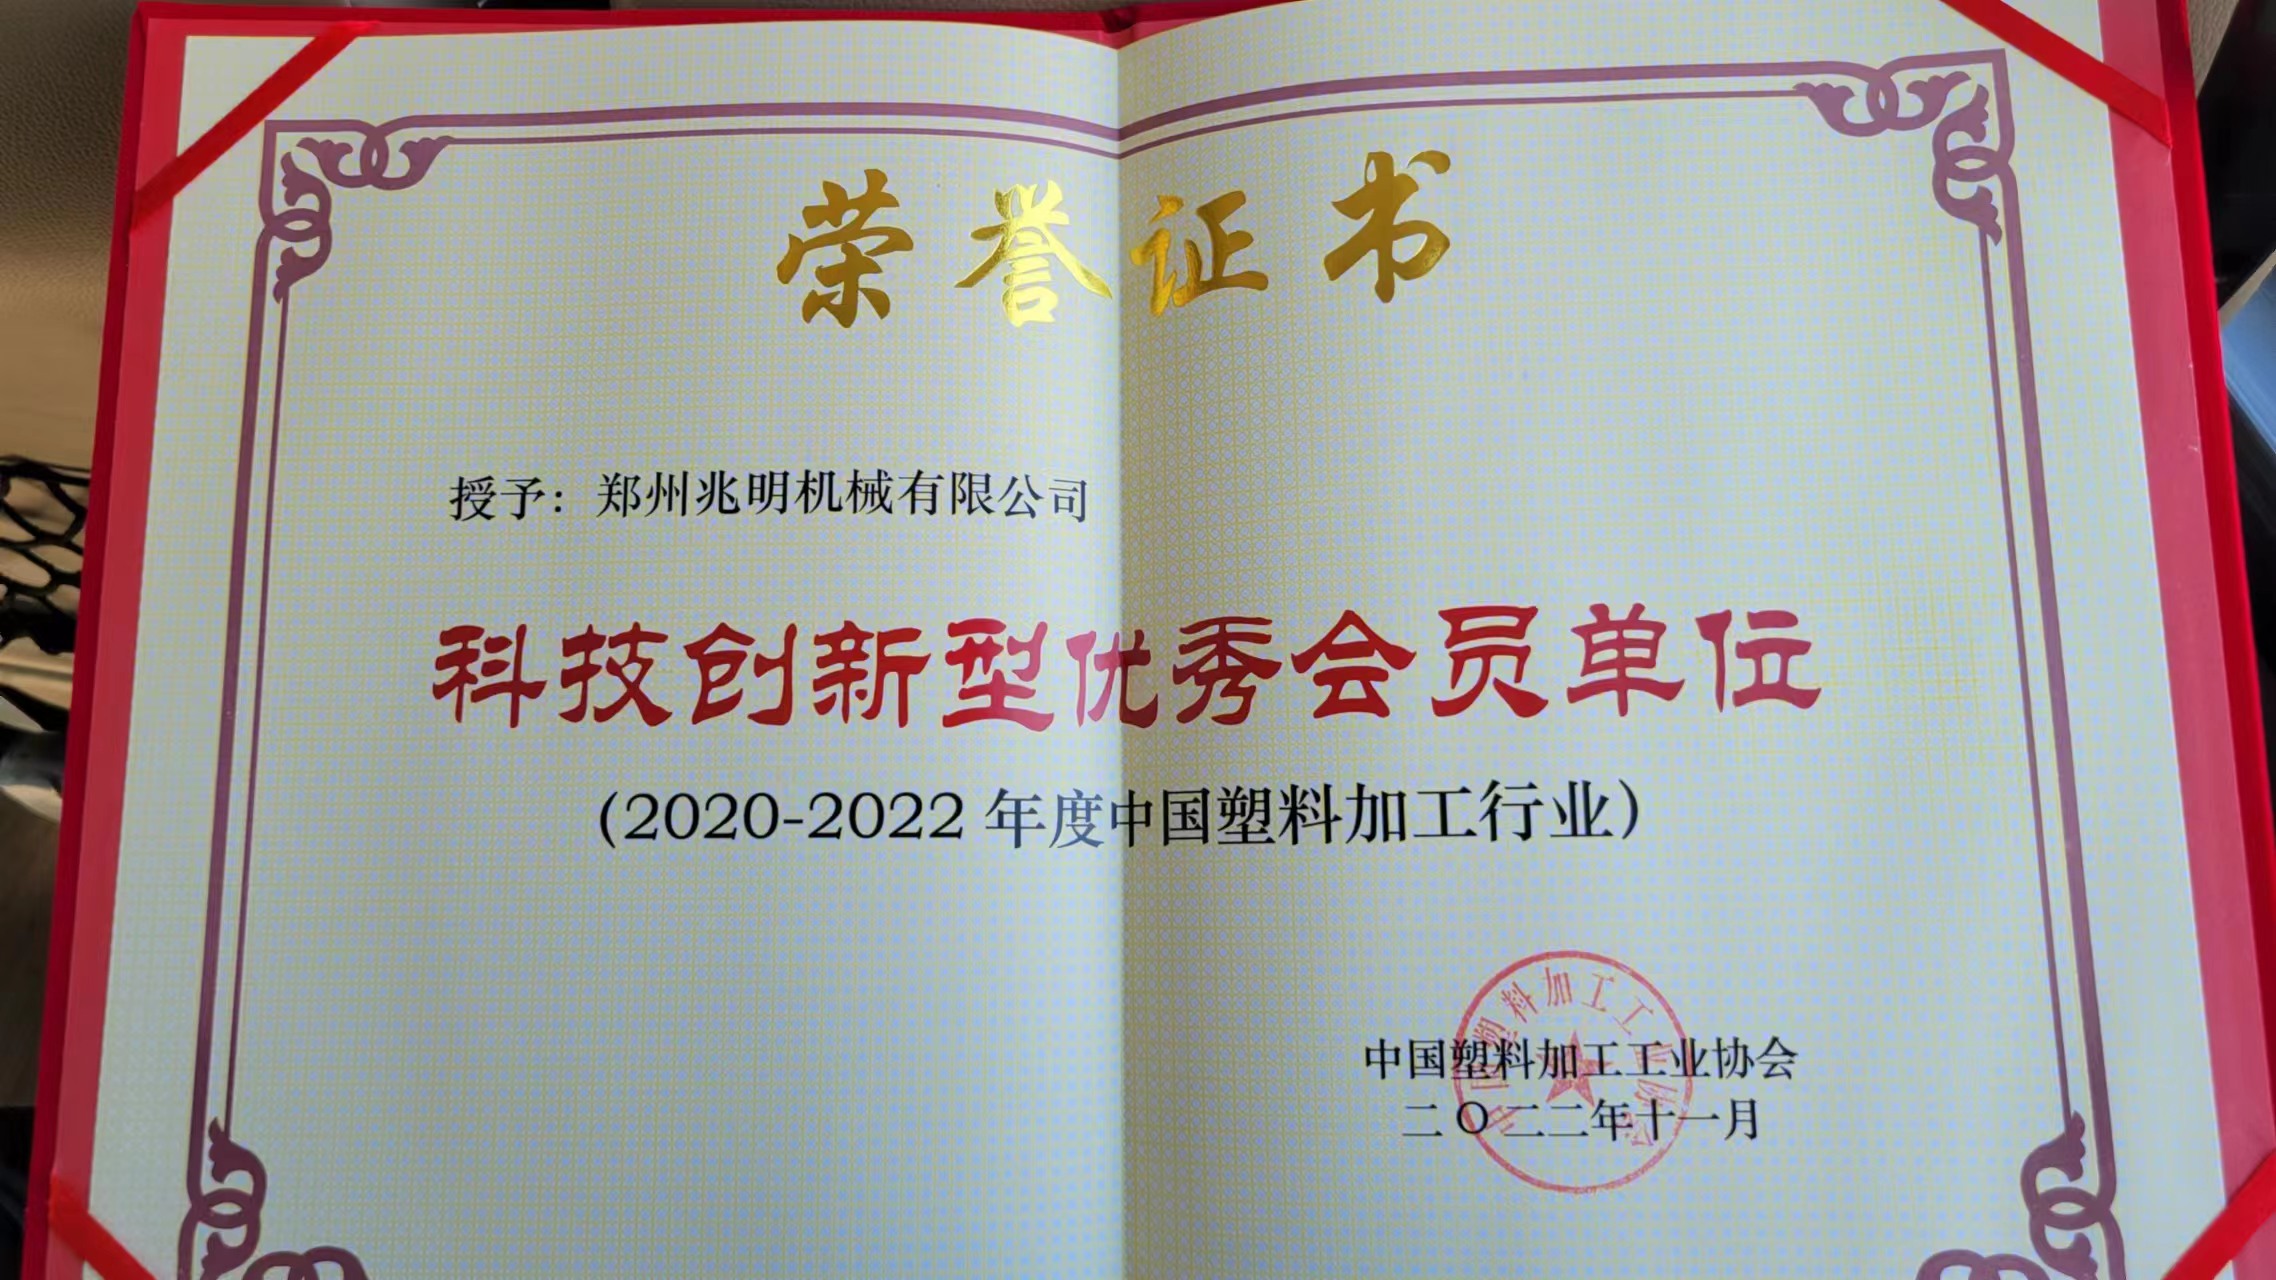 荣誉证书
授予：郑州兆明机械有限公司
科技创新型优秀会员单位
（2020-2022 年度中国塑料加工行业）
中国塑料加工工业协会
二〇二二年十一月